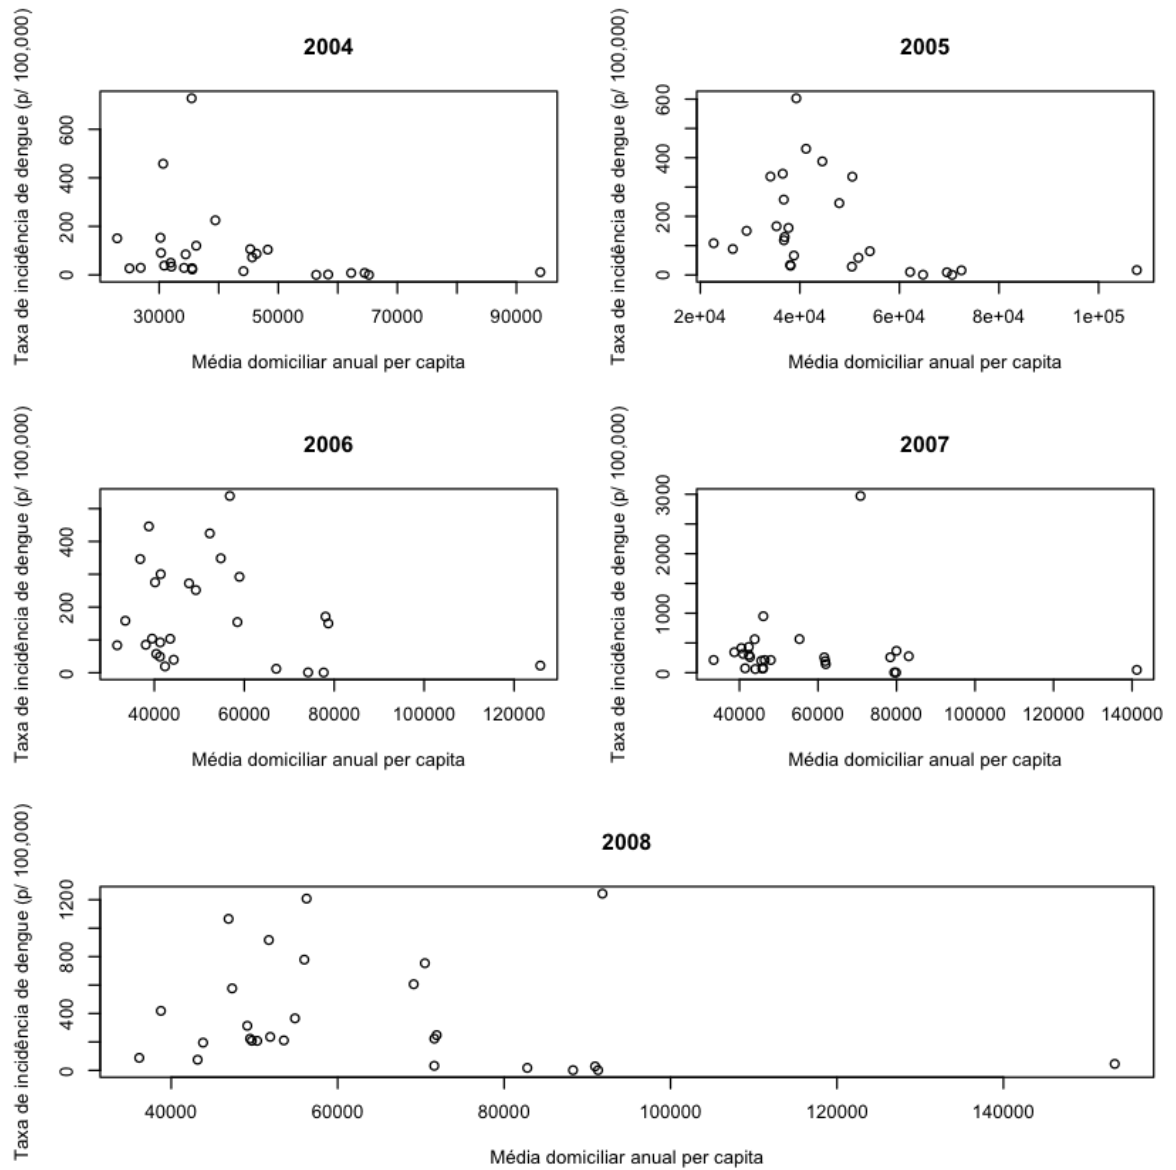 2004
Taxa de incidência de dengue (p/ 100,000)
600
400
200
0
30000 50000 70000 90000
Média domiciliar anual per capita
2005
Taxa de incidência de dengue (p/ 100,000)
600
400
200
0
2e+04 4e+04 6e+04 8e+04 1e+05
Média domiciliar anual per capita
2006
Taxa de incidência de dengue (p/ 100,000)
400
200
0
40000 60000 80000 100000 120000
Média domiciliar anual per capita
2007
Taxa de incidência de dengue (p/ 100,000)
3000
2000
1000
0
40000 60000 80000 100000 120000 140000
Média domiciliar anual per capita
2008
Taxa de incidência de dengue (p/ 100,000)
1200
800
400
0
40000 60000 80000 100000 120000 140000
Média domiciliar anual per capita